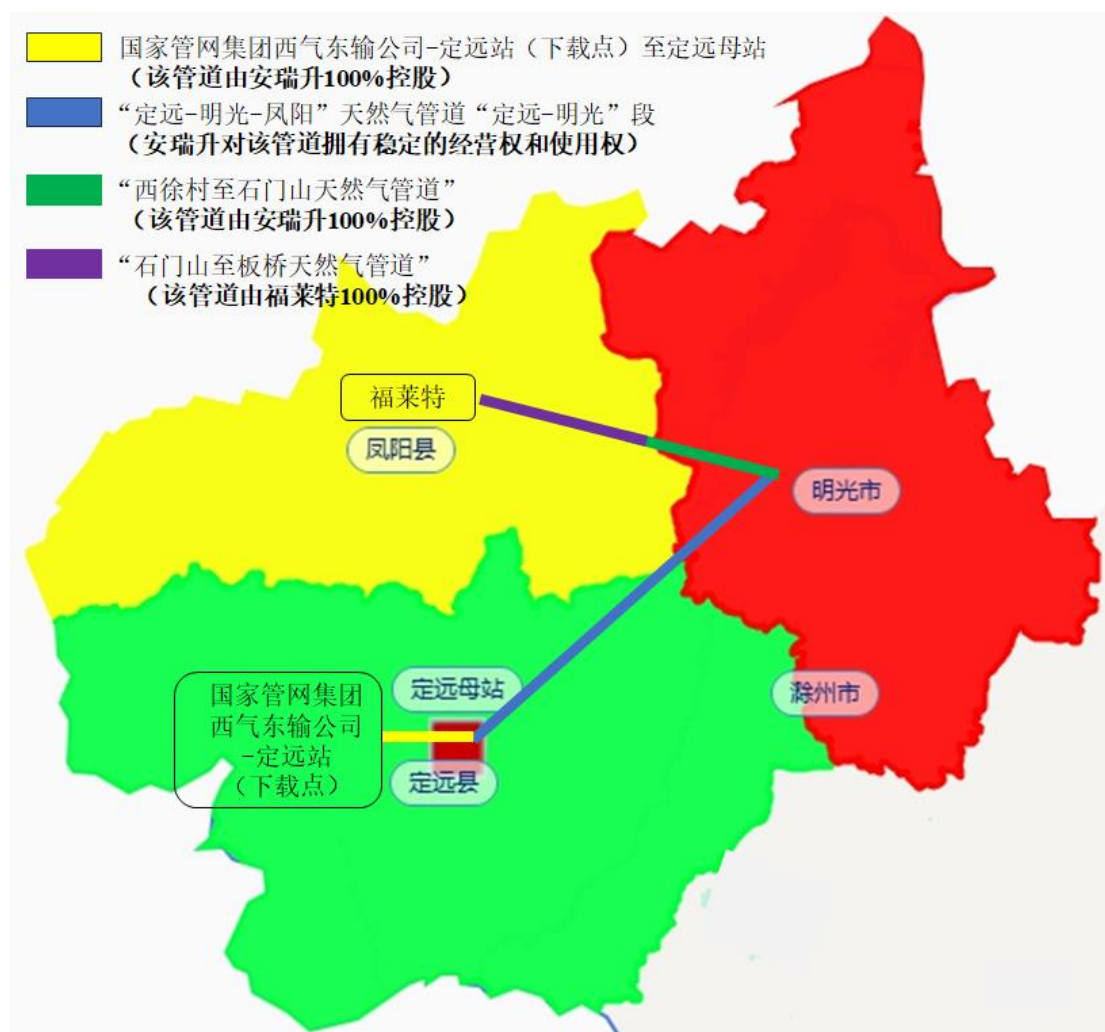 国家管网集团西气东输公司-定远站（下载点）至定远母站
（该管道由安瑞升100%控股）
“定远-明光-凤阳”天然气管道“定远-明光”段
（安瑞升对该管道拥有稳定的经营权和使用权）
“西徐村至石门山天然气管道”
（该管道由安瑞升100%控股）
“石门山至板桥天然气管道”
（该管道由福莱特100%控股）
福莱特
凤阳县
明光市
定远母站
滁州市
国家管网集团
西气东输公司
-定远站
（下载点）
定远县